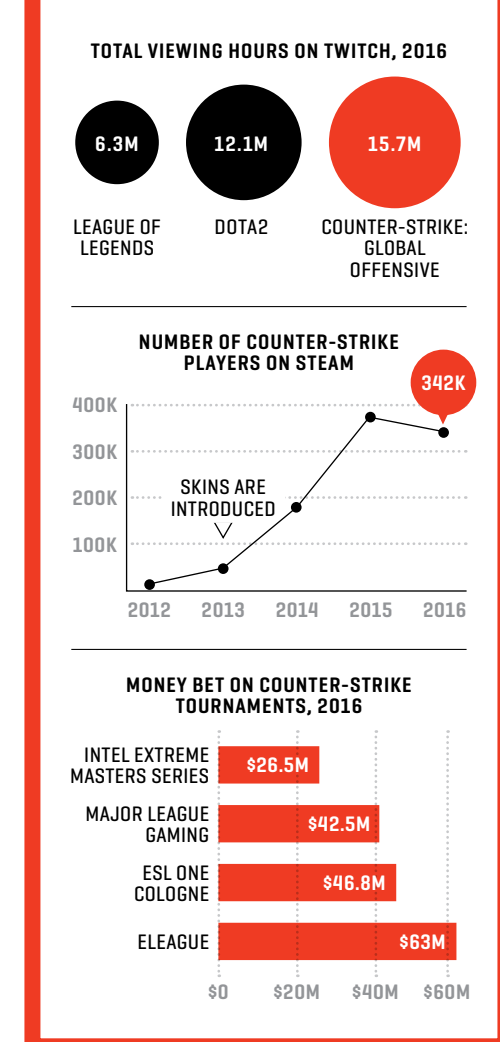 TOTAL VIEWING HOURS ON TWITCH, 2016
6.3M
12.1M
15.7M
LEAGUE OF
LEGENDS
DOTA2
COUNTER-STRIKE:
GLOBAL
OFFENSIVE
NUMBER OF COUNTER-STRIKE
PLAYERS ON STEAM
342K
400K
300K
200K
100K
SKINS ARE
INTRODUCED
2012
2013
2014
2015
2016
MONEY BET ON COUNTER-STRIKE
TOURNAMENTS, 2016
INTEL EXTREME
MASTERS SERIES
$26.5M
MAJOR LEAGUE
GAMING
$42.5M
ESL ONE
COLOGNE
$46.8M
ELEAGUE
$63M
$0
$20M
$40M
$60M